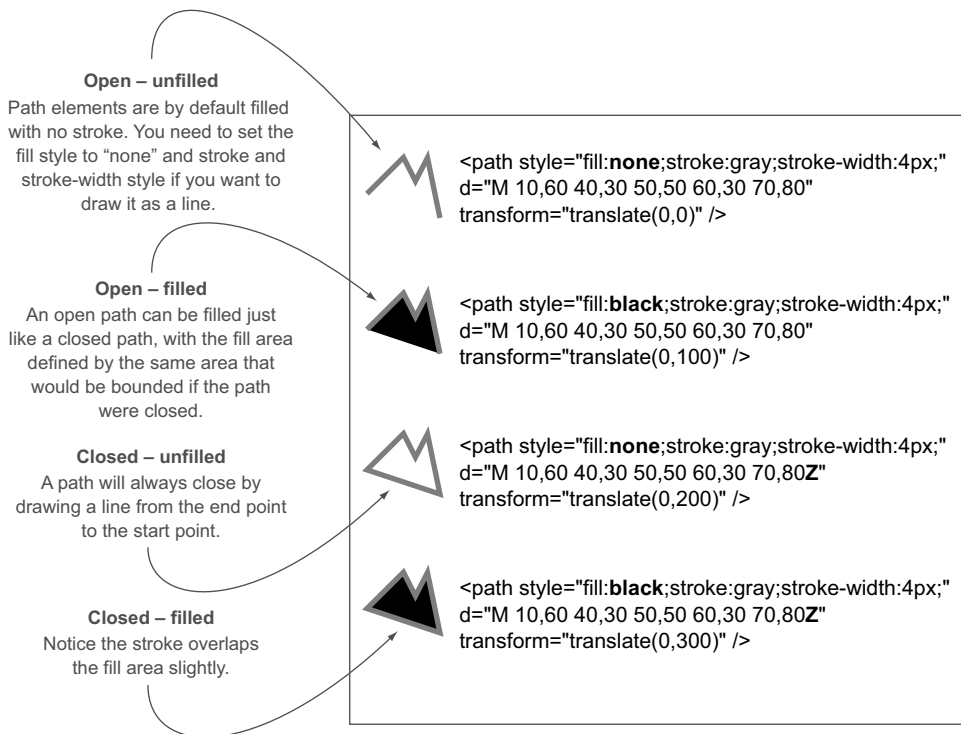 Open – unfilled
Path elements are by default filled
with no stroke. You need to set the
fill style to “none” and stroke and
stroke-width style if you want to
draw it as a line.
<path style="fill:none;stroke:gray;stroke-width:4px;"
d="M 10,60 40,30 50,50 60,30 70,80"
transform="translate(0,0)" />
Open – filled
An open path can be filled just
like a closed path, with the fill area
defined by the same area that
would be bounded if the path
were closed.
<path style="fill:black;stroke:gray;stroke-width:4px;"
d="M 10,60 40,30 50,50 60,30 70,80"
transform="translate(0,100)" />
Closed – unfilled
A path will always close by
drawing a line from the end point
to the start point.
<path style="fill:none;stroke:gray;stroke-width:4px;"
d="M 10,60 40,30 50,50 60,30 70,80Z"
transform="translate(0,200)" />
Closed – filled
Notice the stroke overlaps
the fill area slightly.
<path style="fill:black;stroke:gray;stroke-width:4px;"
d="M 10,60 40,30 50,50 60,30 70,80Z"
transform="translate(0,300)" />